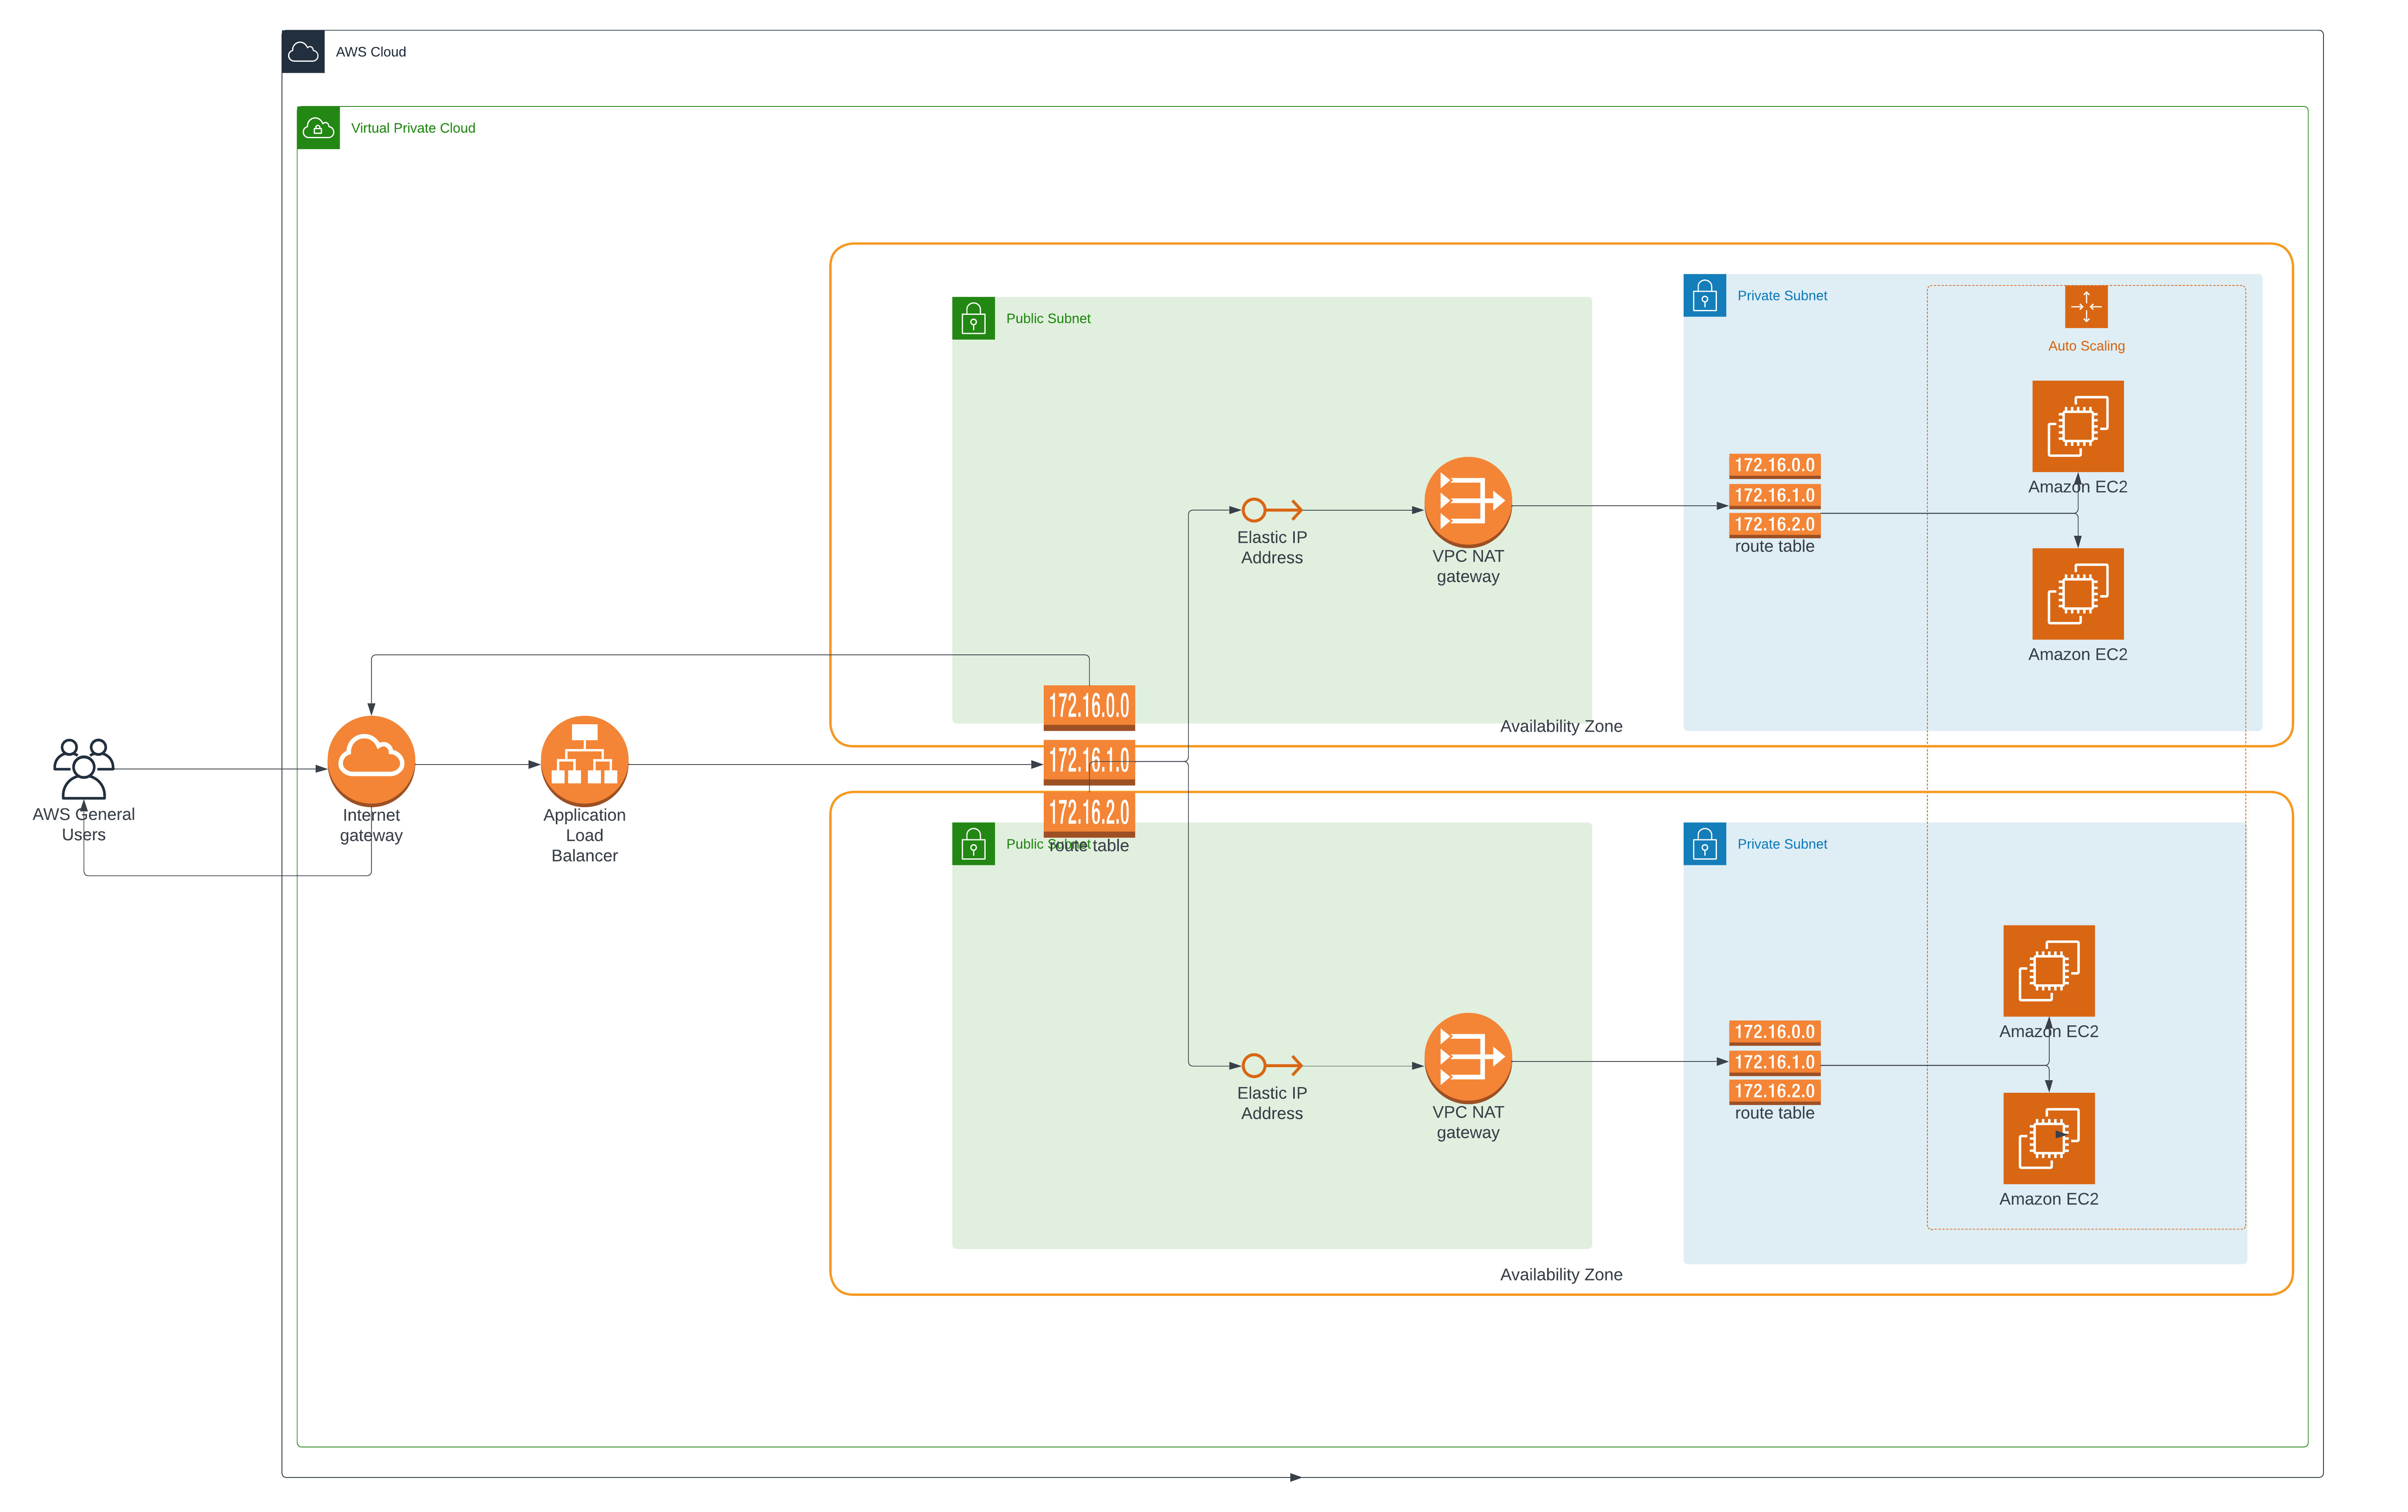 AWS Cloud
Virtual Private Cloud
Public Subnet
Private Subnet
Auto Scaling
Amazon EC2
172.16.0.0
172.16.1.0
172.16.2.0
route table
Elastic IP
Address
VPC NAT
gateway
Amazon EC2
Availability Zone
172.16.0.0
172.16.1.0
172.16.2.0
route table
AWS General
Users
Internet
gateway
Application
Load
Balancer
Public Subnet
Private Subnet
Amazon EC2
172.16.0.0
172.16.1.0
172.16.2.0
route table
Elastic IP
Address
VPC NAT
gateway
Amazon EC2
Availability Zone